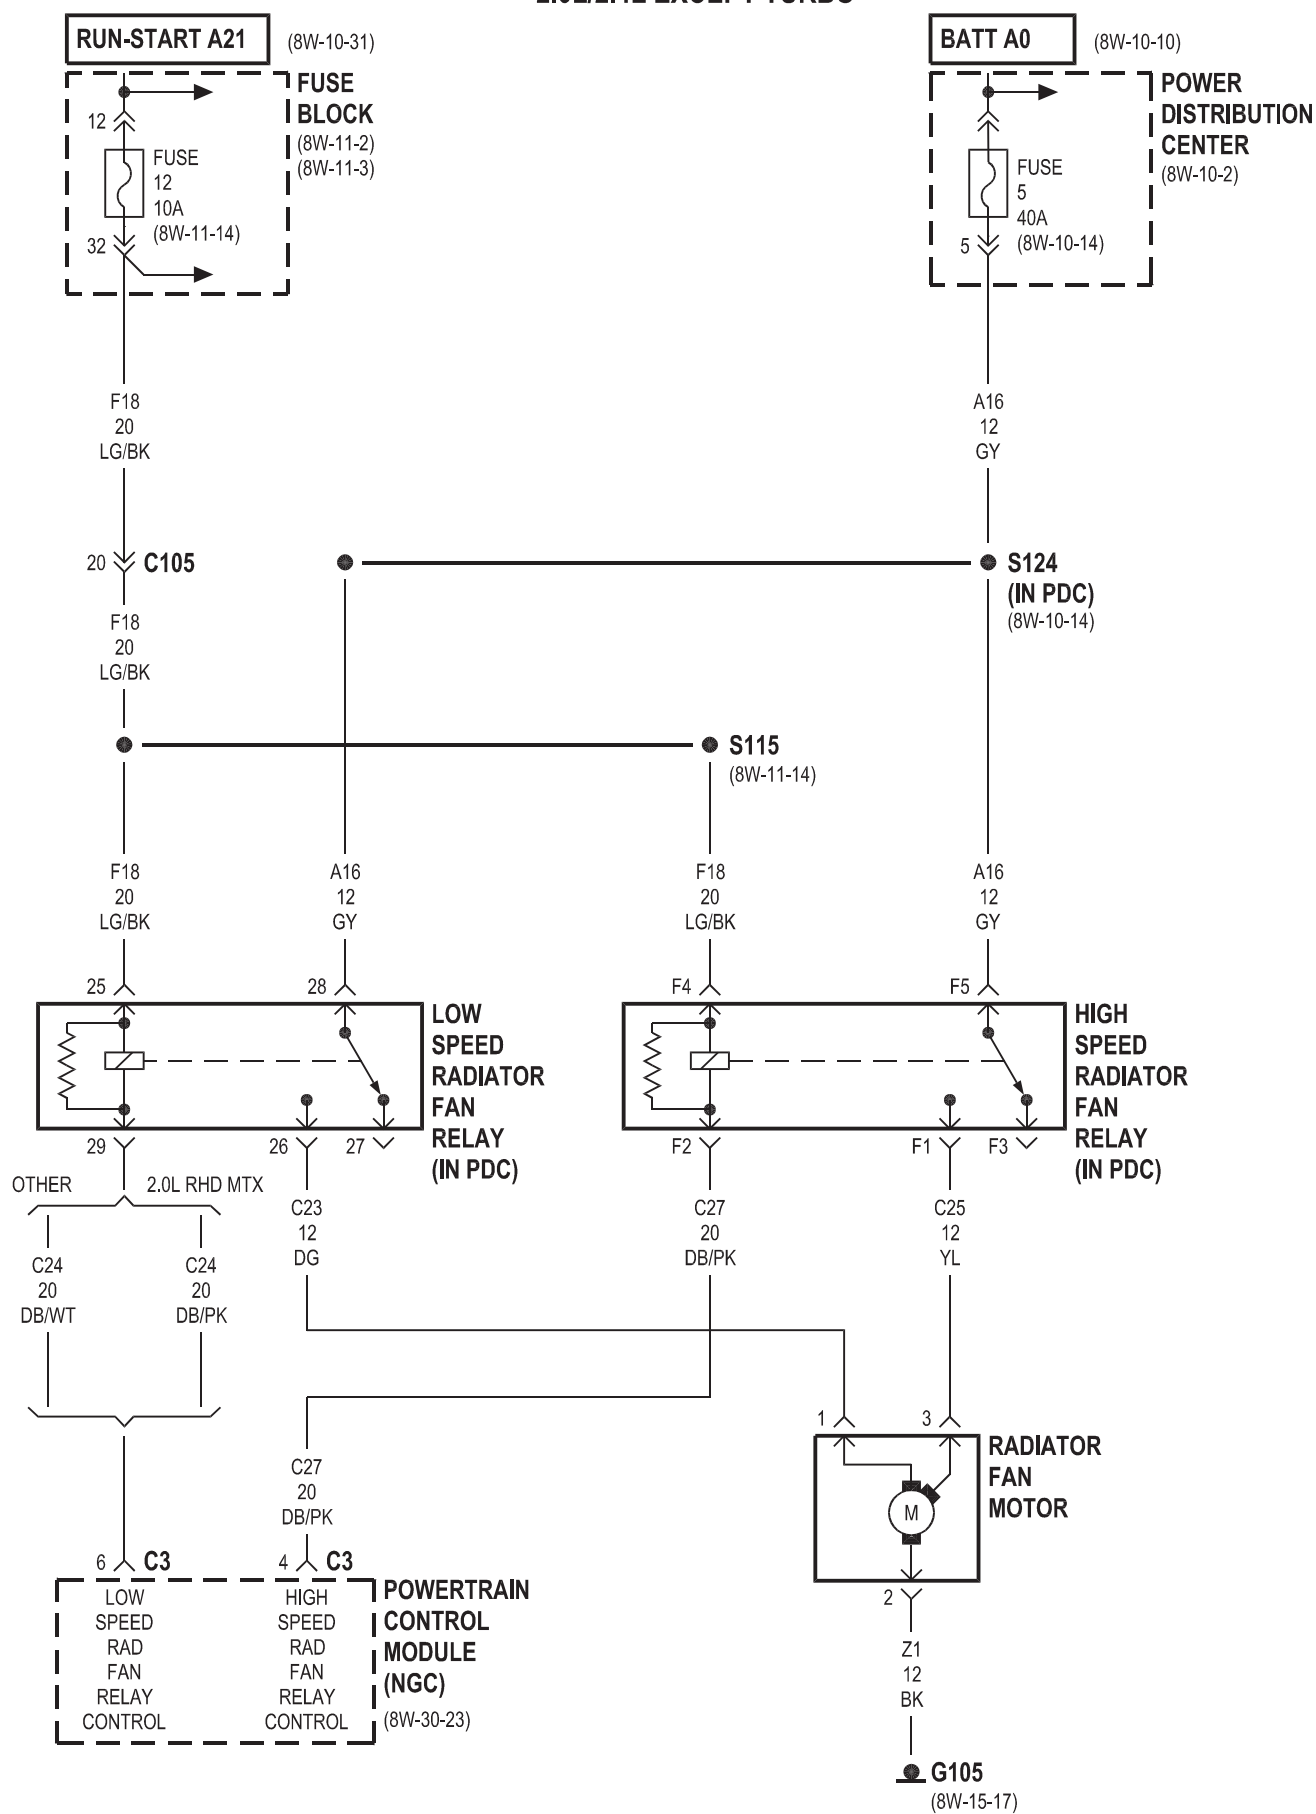 RUN-START A21
(8W-10-31)
BATT A0
(8W-10-10)
FUSE
BLOCK
(8W-11-2)
(8W-11-3)
12
FUSE
12
10A
(8W-11-14)
32
POWER
DISTRIBUTION
CENTER
(8W-10-2)
FUSE
5
40A
(8W-10-14)
5
F18
20
LG/BK
A16
12
GY
20
C105
S124
(IN PDC)
(8W-10-14)
F18
20
LG/BK
S115
(8W-11-14)
F18
20
LG/BK
A16
12
GY
F18
20
LG/BK
A16
12
GY
25
28
F4
F5
LOW
SPEED
RADIATOR
FAN
RELAY
(IN PDC)
HIGH
SPEED
RADIATOR
FAN
RELAY
(IN PDC)
29
26
27
F2
F1
F3
OTHER
2.0L RHD MTX
C24
20
DB/WT
C24
20
DB/PK
C23
12
DG
C27
20
DB/PK
C25
12
YL
1
3
RADIATOR
FAN
MOTOR
M
2
C27
20
DB/PK
6
C3
4
C3
LOW
SPEED
RAD
FAN
RELAY
CONTROL
HIGH
SPEED
RAD
FAN
RELAY
CONTROL
POWERTRAIN
CONTROL
MODULE
(NGC)
(8W-30-23)
Z1
12
BK
G105
(8W-15-17)